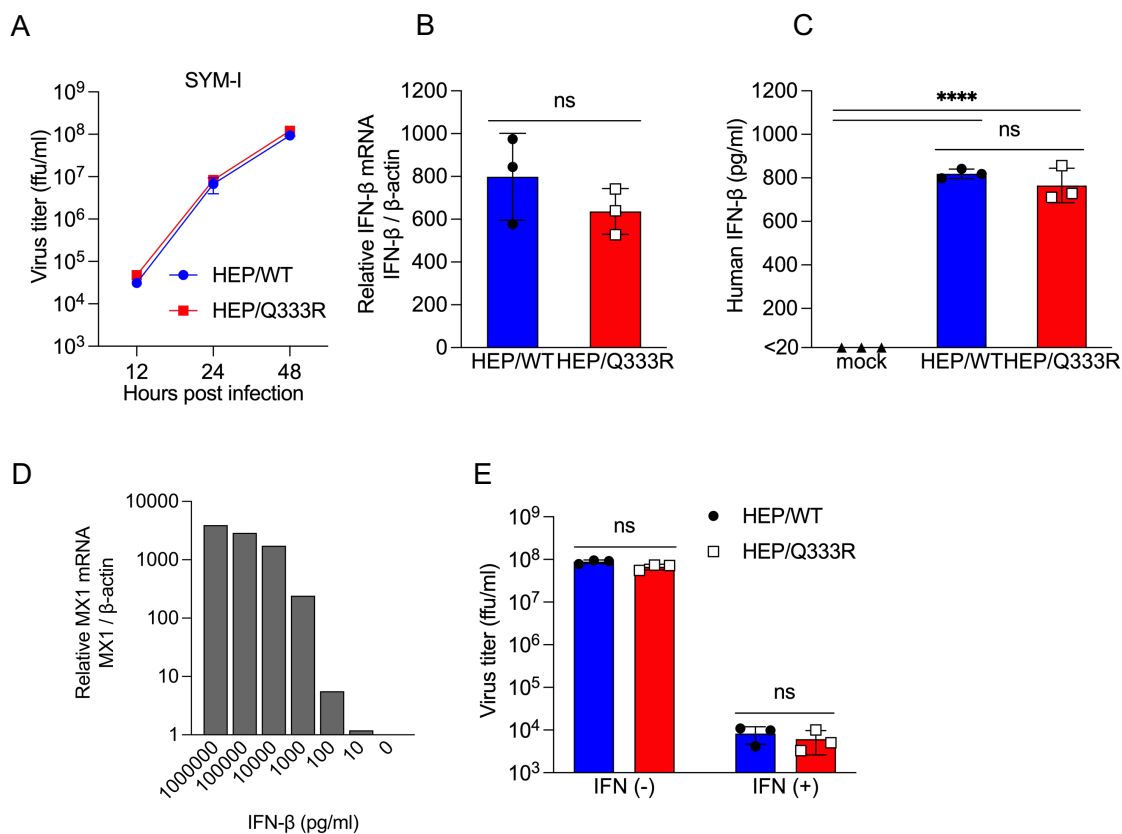 A
SYM-I
Virus titer (ffu/ml)
10⁹
10⁸
10⁷
10⁶
10⁵
10⁴
10³
HEP/WT
HEP/Q333R
12
24
48
Hours post infection
B
ns
Relative IFN-β mRNA
IFN-β / β-actin
1200
1000
800
600
400
200
0
HEP/WT
HEP/Q333R
C
****
ns
Human IFN-β (pg/ml)
1200
1000
800
600
400
200
<20
mock
HEP/WT
HEP/Q333R
D
Relative MX1 mRNA
MX1 / β-actin
10000
1000
100
10
1
1000000
100000
10000
1000
100
10
0
IFN-β (pg/ml)
E
HEP/WT
HEP/Q333R
ns
ns
Virus titer (ffu/ml)
10⁹
10⁸
10⁷
10⁶
10⁵
10⁴
10³
IFN (-)
IFN (+)